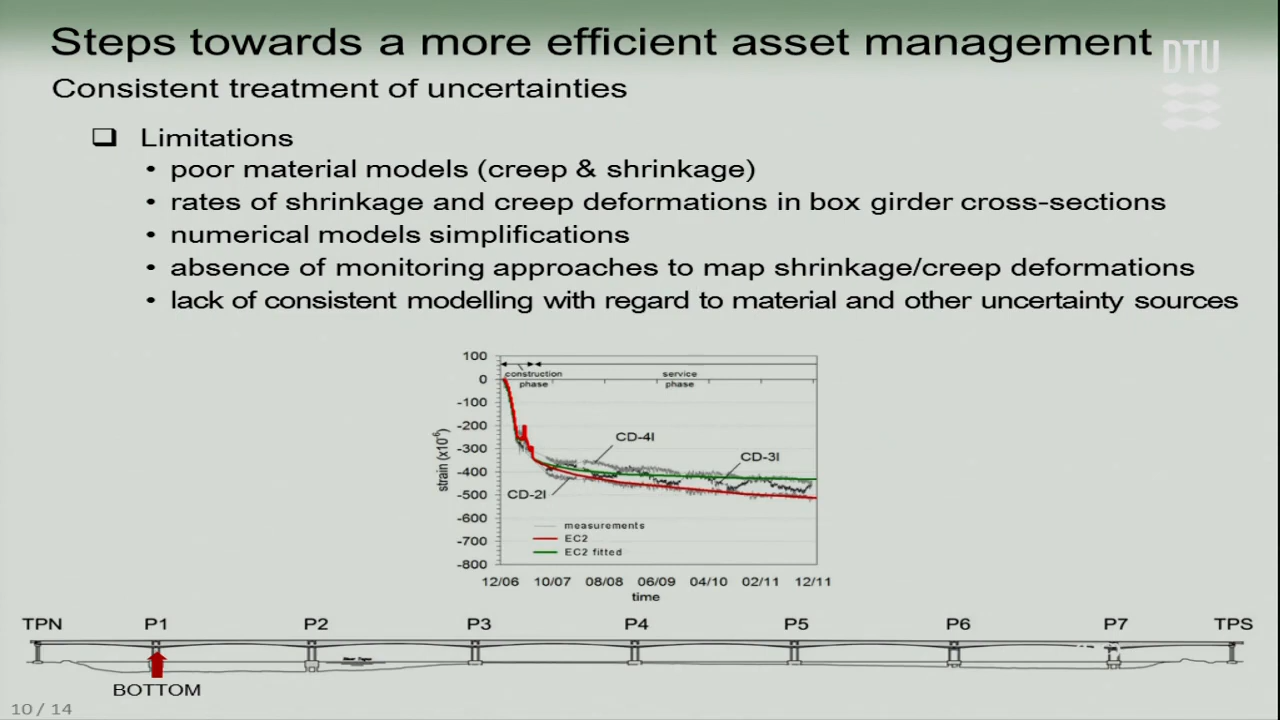 Steps towards a more efficient asset management
DTU
Consistent treatment of uncertainties
Limitations
• poor material models (creep & shrinkage)
• rates of shrinkage and creep deformations in box girder cross-sections
• numerical models simplifications
• absence of monitoring approaches to map shrinkage/creep deformations
• lack of consistent modelling with regard to material and other uncertainty sources
100
0
-100
-200
-300
-400
-500
-600
-700
-800
strain (x10⁻⁶)
construction phase
service phase
CD-4I
CD-3I
CD-2I
measurements
EC2
EC2 fitted
12/06 10/07 08/08 06/09 04/10 02/11 12/11
time
TPN P1 P2 P3 P4 P5 P6 P7 TPS
BOTTOM
10 / 14